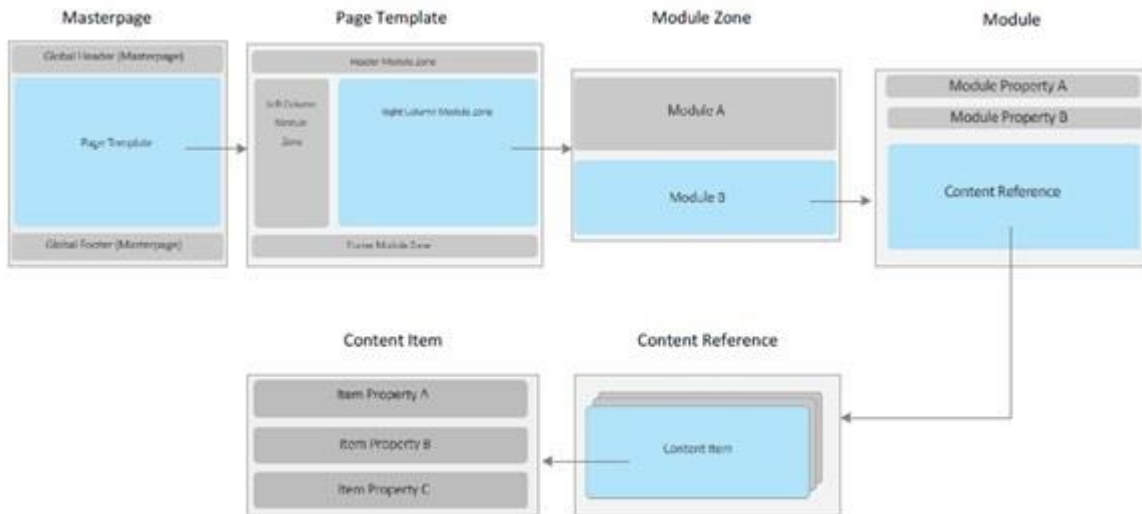 Masterpage
Page Template
Module Zone
Module
Global Header (Masterpage)
Page Template
Global Footer (Masterpage)
Header Module Zone
Left Column
Module
Zone
Right Column Module Zone
Footer Module Zone
Module A
Module B
Module Property A
Module Property B
Content Reference
Content Item
Content Reference
Item Property A
Item Property B
Item Property C
Content Item